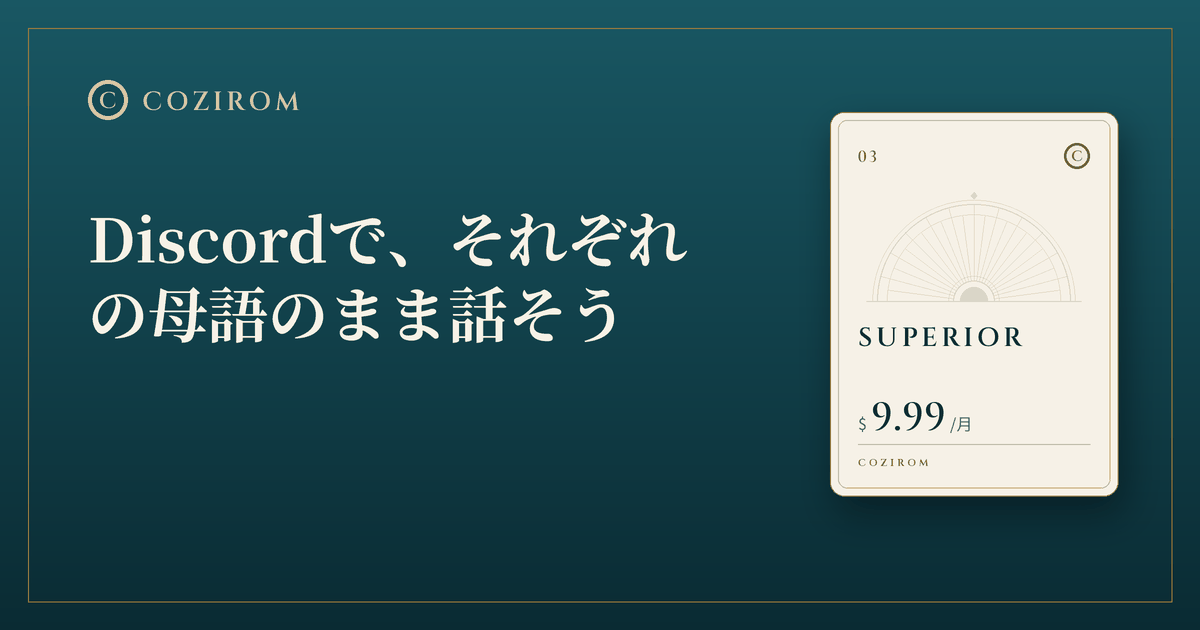 C COZIROM
Discordで、それぞれ
の母語のまま話そう
03 C
SUPERIOR
$9.99/月
COZIROM